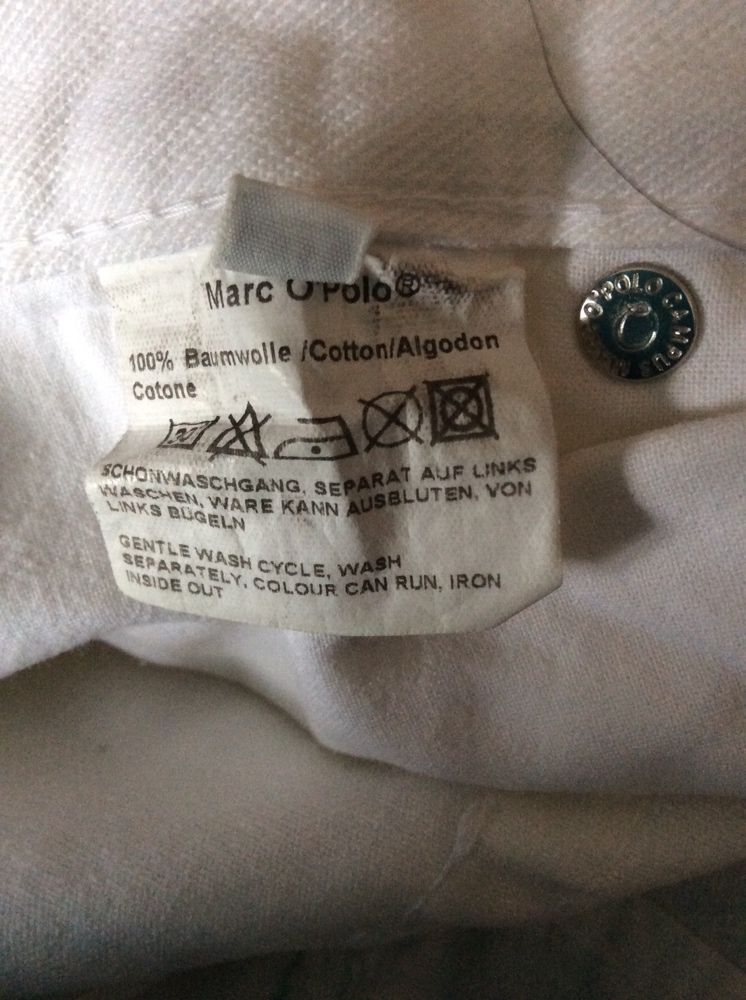 Marc O'Polo®
100% Baumwolle /Cotton/Algodon
Cotone
30
SCHONWASCHGANG, SEPARAT AUF LINKS
WASCHEN, WARE KANN AUSBLUTEN, VON
LINKS BÜGELN
GENTLE WASH CYCLE, WASH
SEPARATELY, COLOUR CAN RUN, IRON
INSIDE OUT
O'POLO CAMPUS